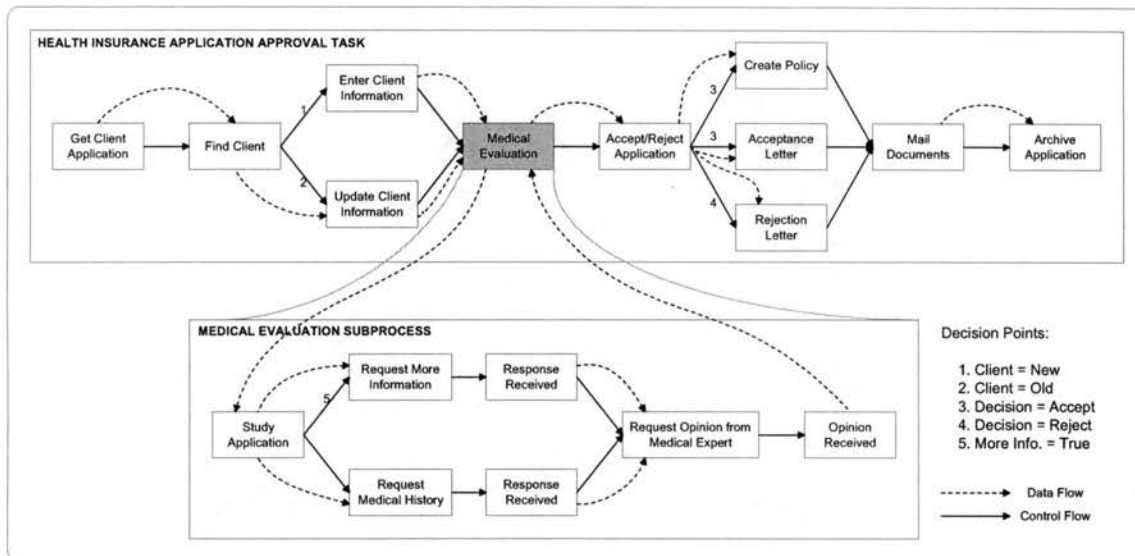 HEALTH INSURANCE APPLICATION APPROVAL TASK
Get Client
Application
Find Client
1
Enter Client
Information
2
Update Client
Information
Medical
Evaluation
Accept/Reject
Application
3
Create Policy
3
Acceptance
Letter
4
Rejection
Letter
Mail
Documents
Archive
Application
MEDICAL EVALUATION SUBPROCESS
Study
Application
5
Request More
Information
Response
Received
Request
Medical History
Response
Received
Request Opinion from
Medical Expert
Opinion
Received
Decision Points:
1. Client = New
2. Client = Old
3. Decision = Accept
4. Decision = Reject
5. More Info. = True
Data Flow
Control Flow